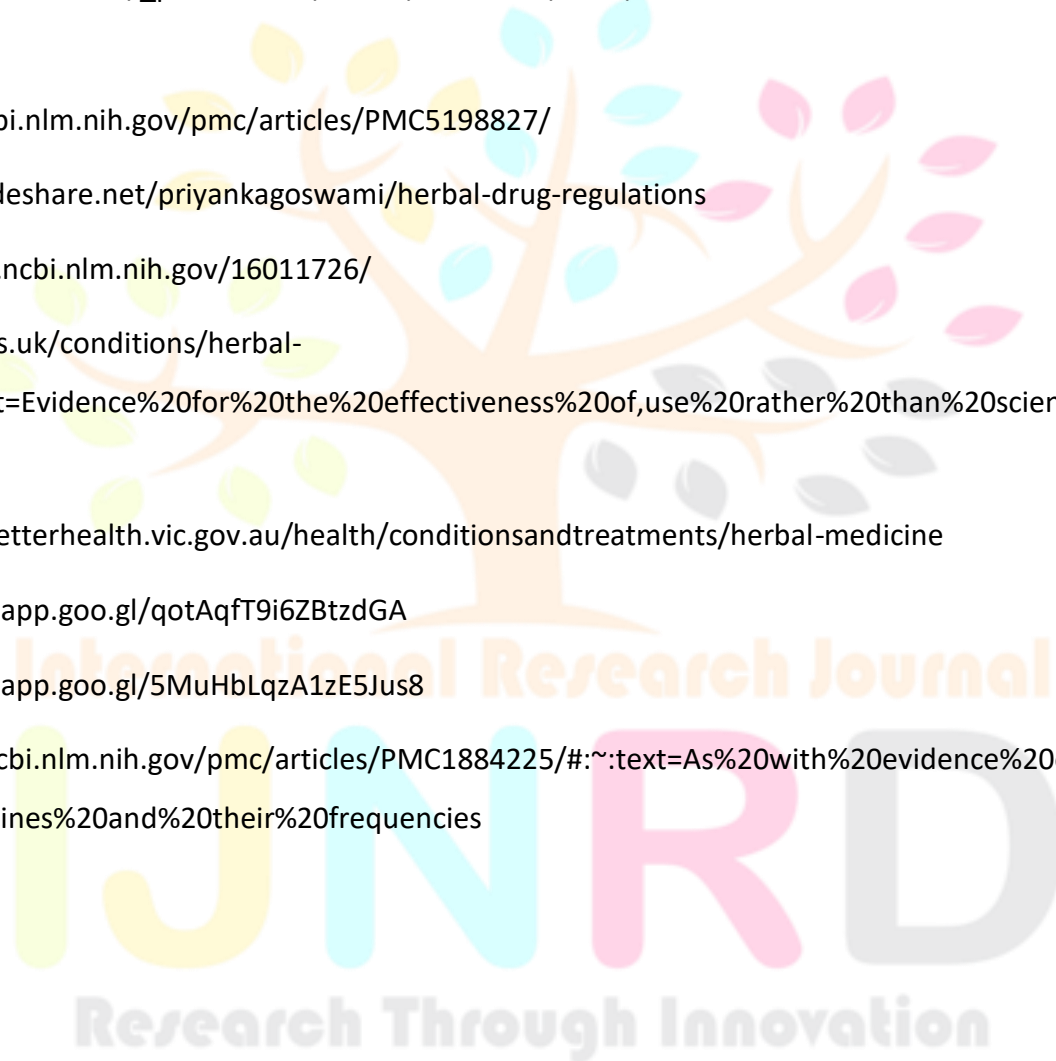 bi.nlm.nih.gov/pmc/articles/PMC5198827/
deshare.net/priyankagoswami/herbal-drug-regulations
.ncbi.nlm.nih.gov/16011726/
s.uk/conditions/herbal-
t=Evidence%20for%20the%20effectiveness%20of,use%20rather%20than%20scien
etterhealth.vic.gov.au/health/conditionsandtreatments/herbal-medicine
app.goo.gl/qotAqfT9i6ZBtzdGA
app.goo.gl/5MuHbLqzA1zE5Jus8
International Research Journal
cbi.nlm.nih.gov/pmc/articles/PMC1884225/#:~:text=As%20with%20evidence%20
ines%20and%20their%20frequencies
IJNRD
Research Through Innovation